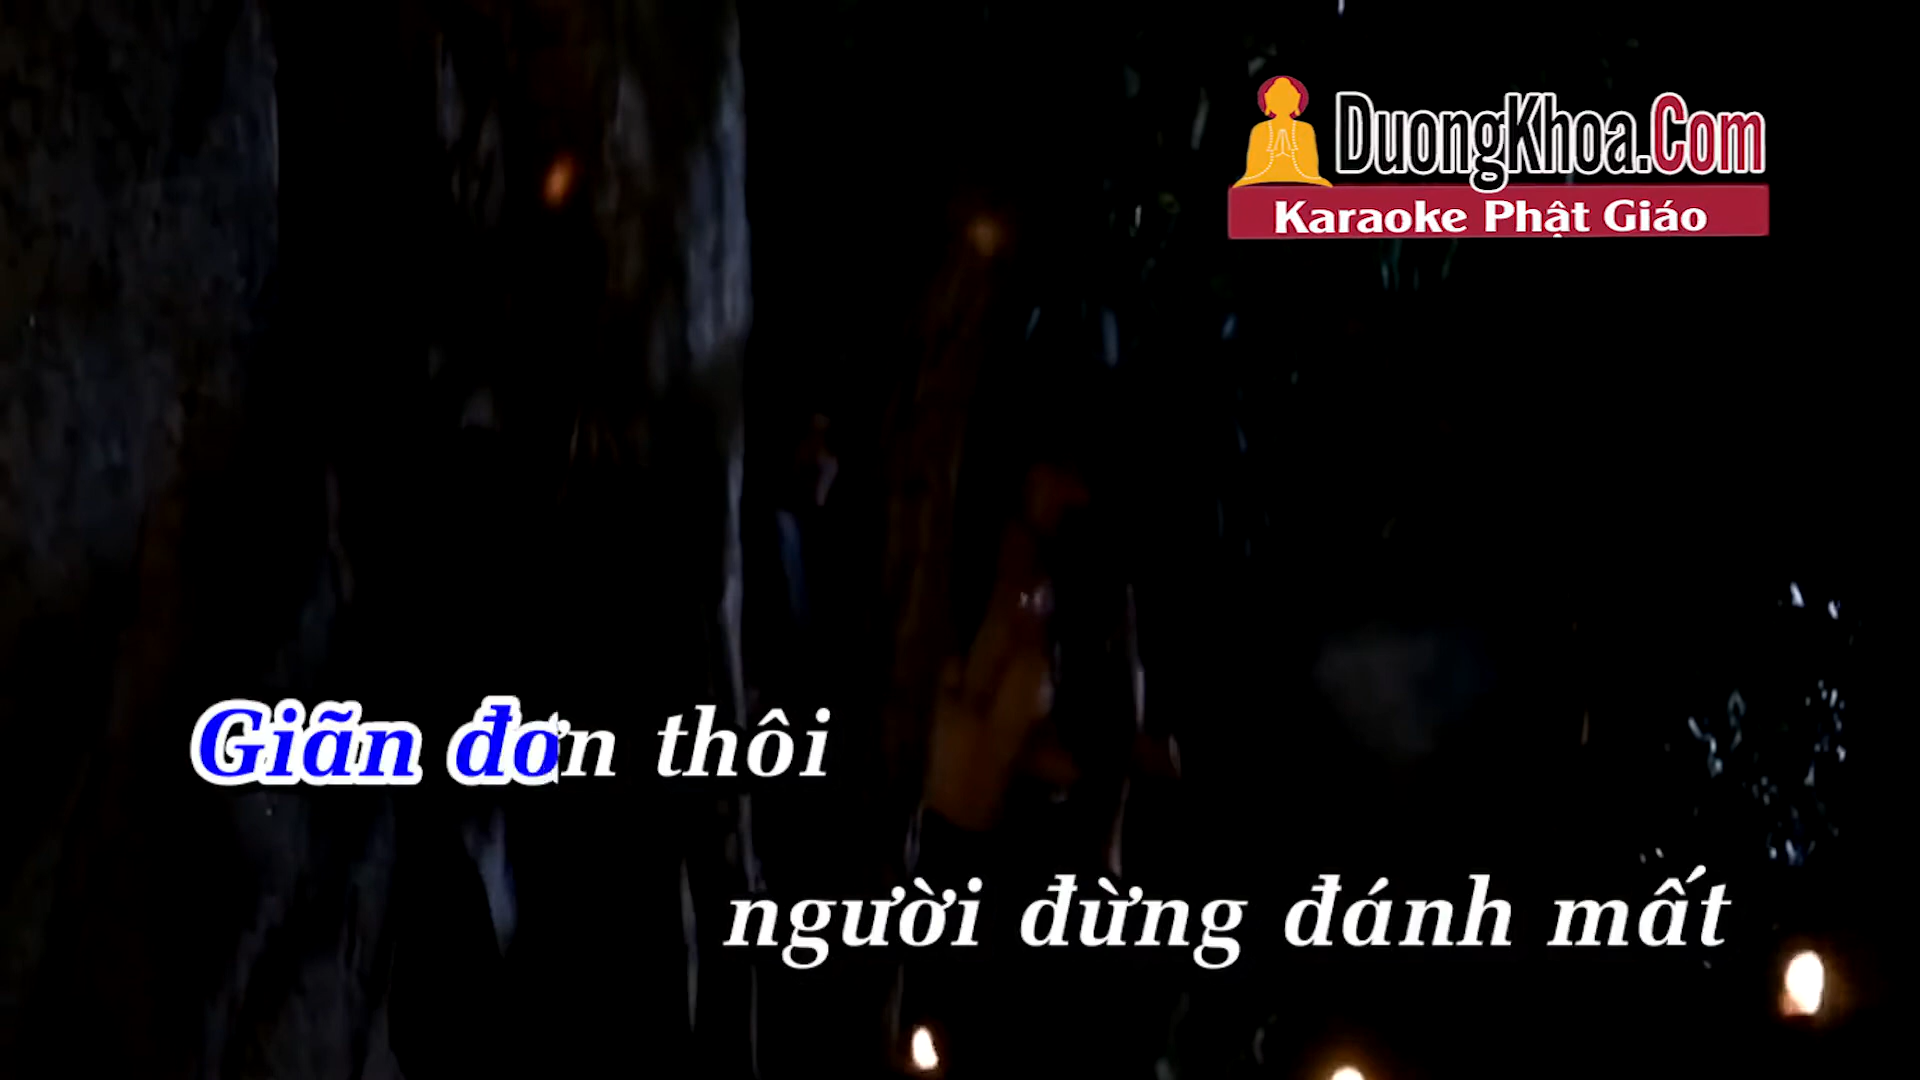 DuongKhoa.Com
Karaoke Phật Giáo
Giãn đơn thôi
người đừng đánh mất